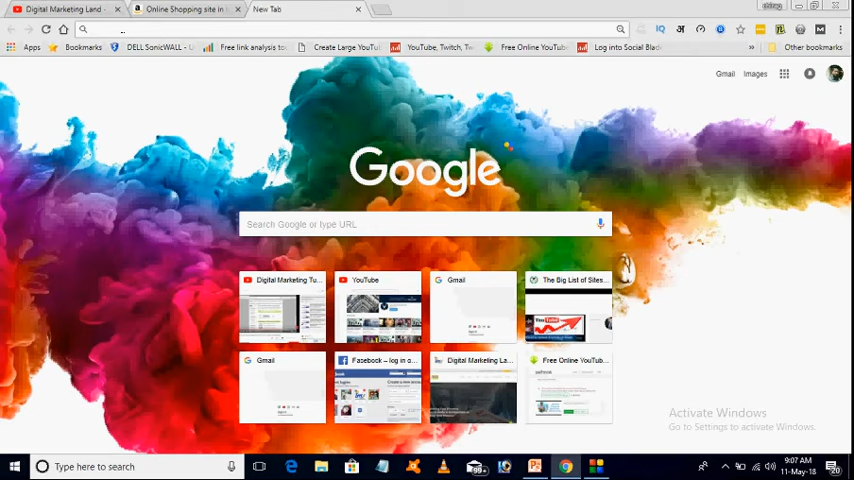 Digital Marketing Land -
Online Shopping site in I
New Tab
Apps
Bookmarks
DELL SonicWALL
Free link analysis to
Create Large YouTu
YouTube, Twitch, Tw
Free Online YouTub
Log into Social Blad
Other bookmarks
Gmail
Images
Google
Search Google or type URL
Digital Marketing Tu...
YouTube
Gmail
The Big List of Sites...
Gmail
Facebook – log in o...
Digital Marketing La...
Free Online YouTub...
Activate Windows
Go to Settings to activate Windows.
Type here to search
99+
9:07 AM
11-May-18
20